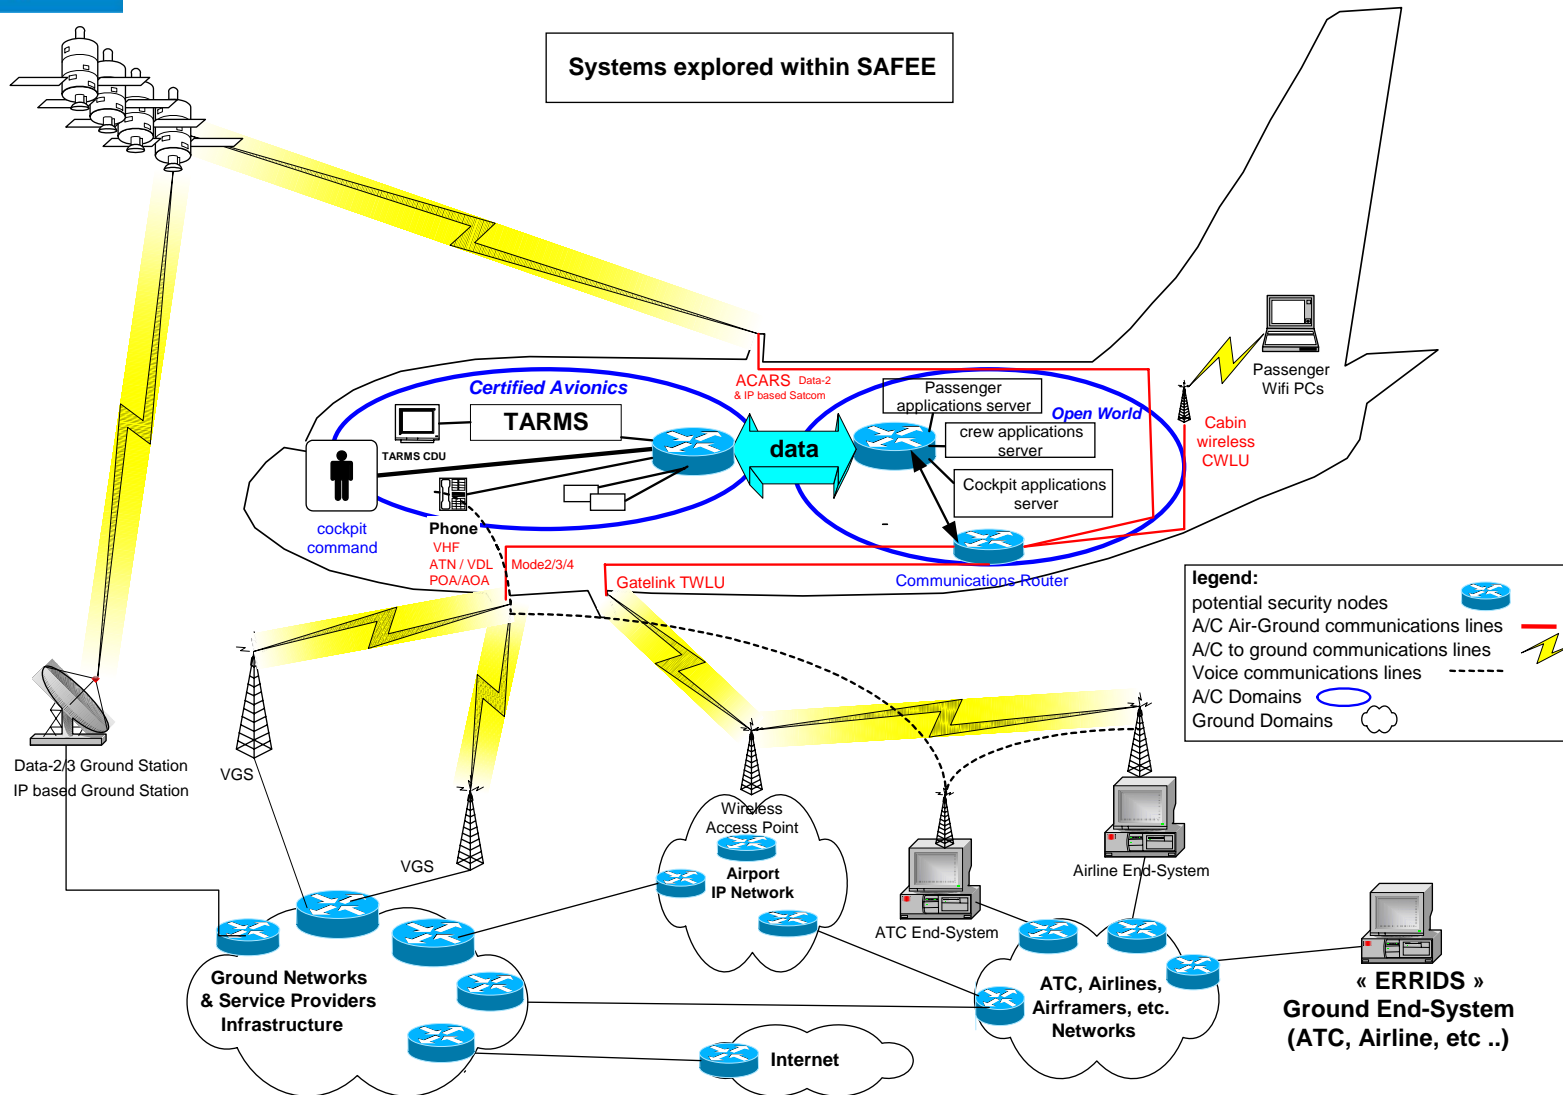 Systems explored within SAFEE
Certified Avionics
TARMS
TARMS CDU
cockpit
command
Phone
VHF
ATN / VDL
Mode2/3/4
POA/AOA
ACARS Data-2
& IP based Satcom
data
Passenger
applications server
Open World
crew applications
server
Cockpit applications
server
-
Communications Router
Gatelink TWLU
Passenger
Wifi PCs
Cabin
wireless
CWLU
legend:
potential security nodes
A/C Air-Ground communications lines
A/C to ground communications lines
Voice communications lines
A/C Domains
Ground Domains
Data-2/3 Ground Station
IP based Ground Station
VGS
VGS
Wireless
Access Point
Airport
IP Network
ATC End-System
Airline End-System
Ground Networks
& Service Providers
Infrastructure
Internet
ATC, Airlines,
Airframers, etc.
Networks
« ERRIDS »
Ground End-System
(ATC, Airline, etc ..)